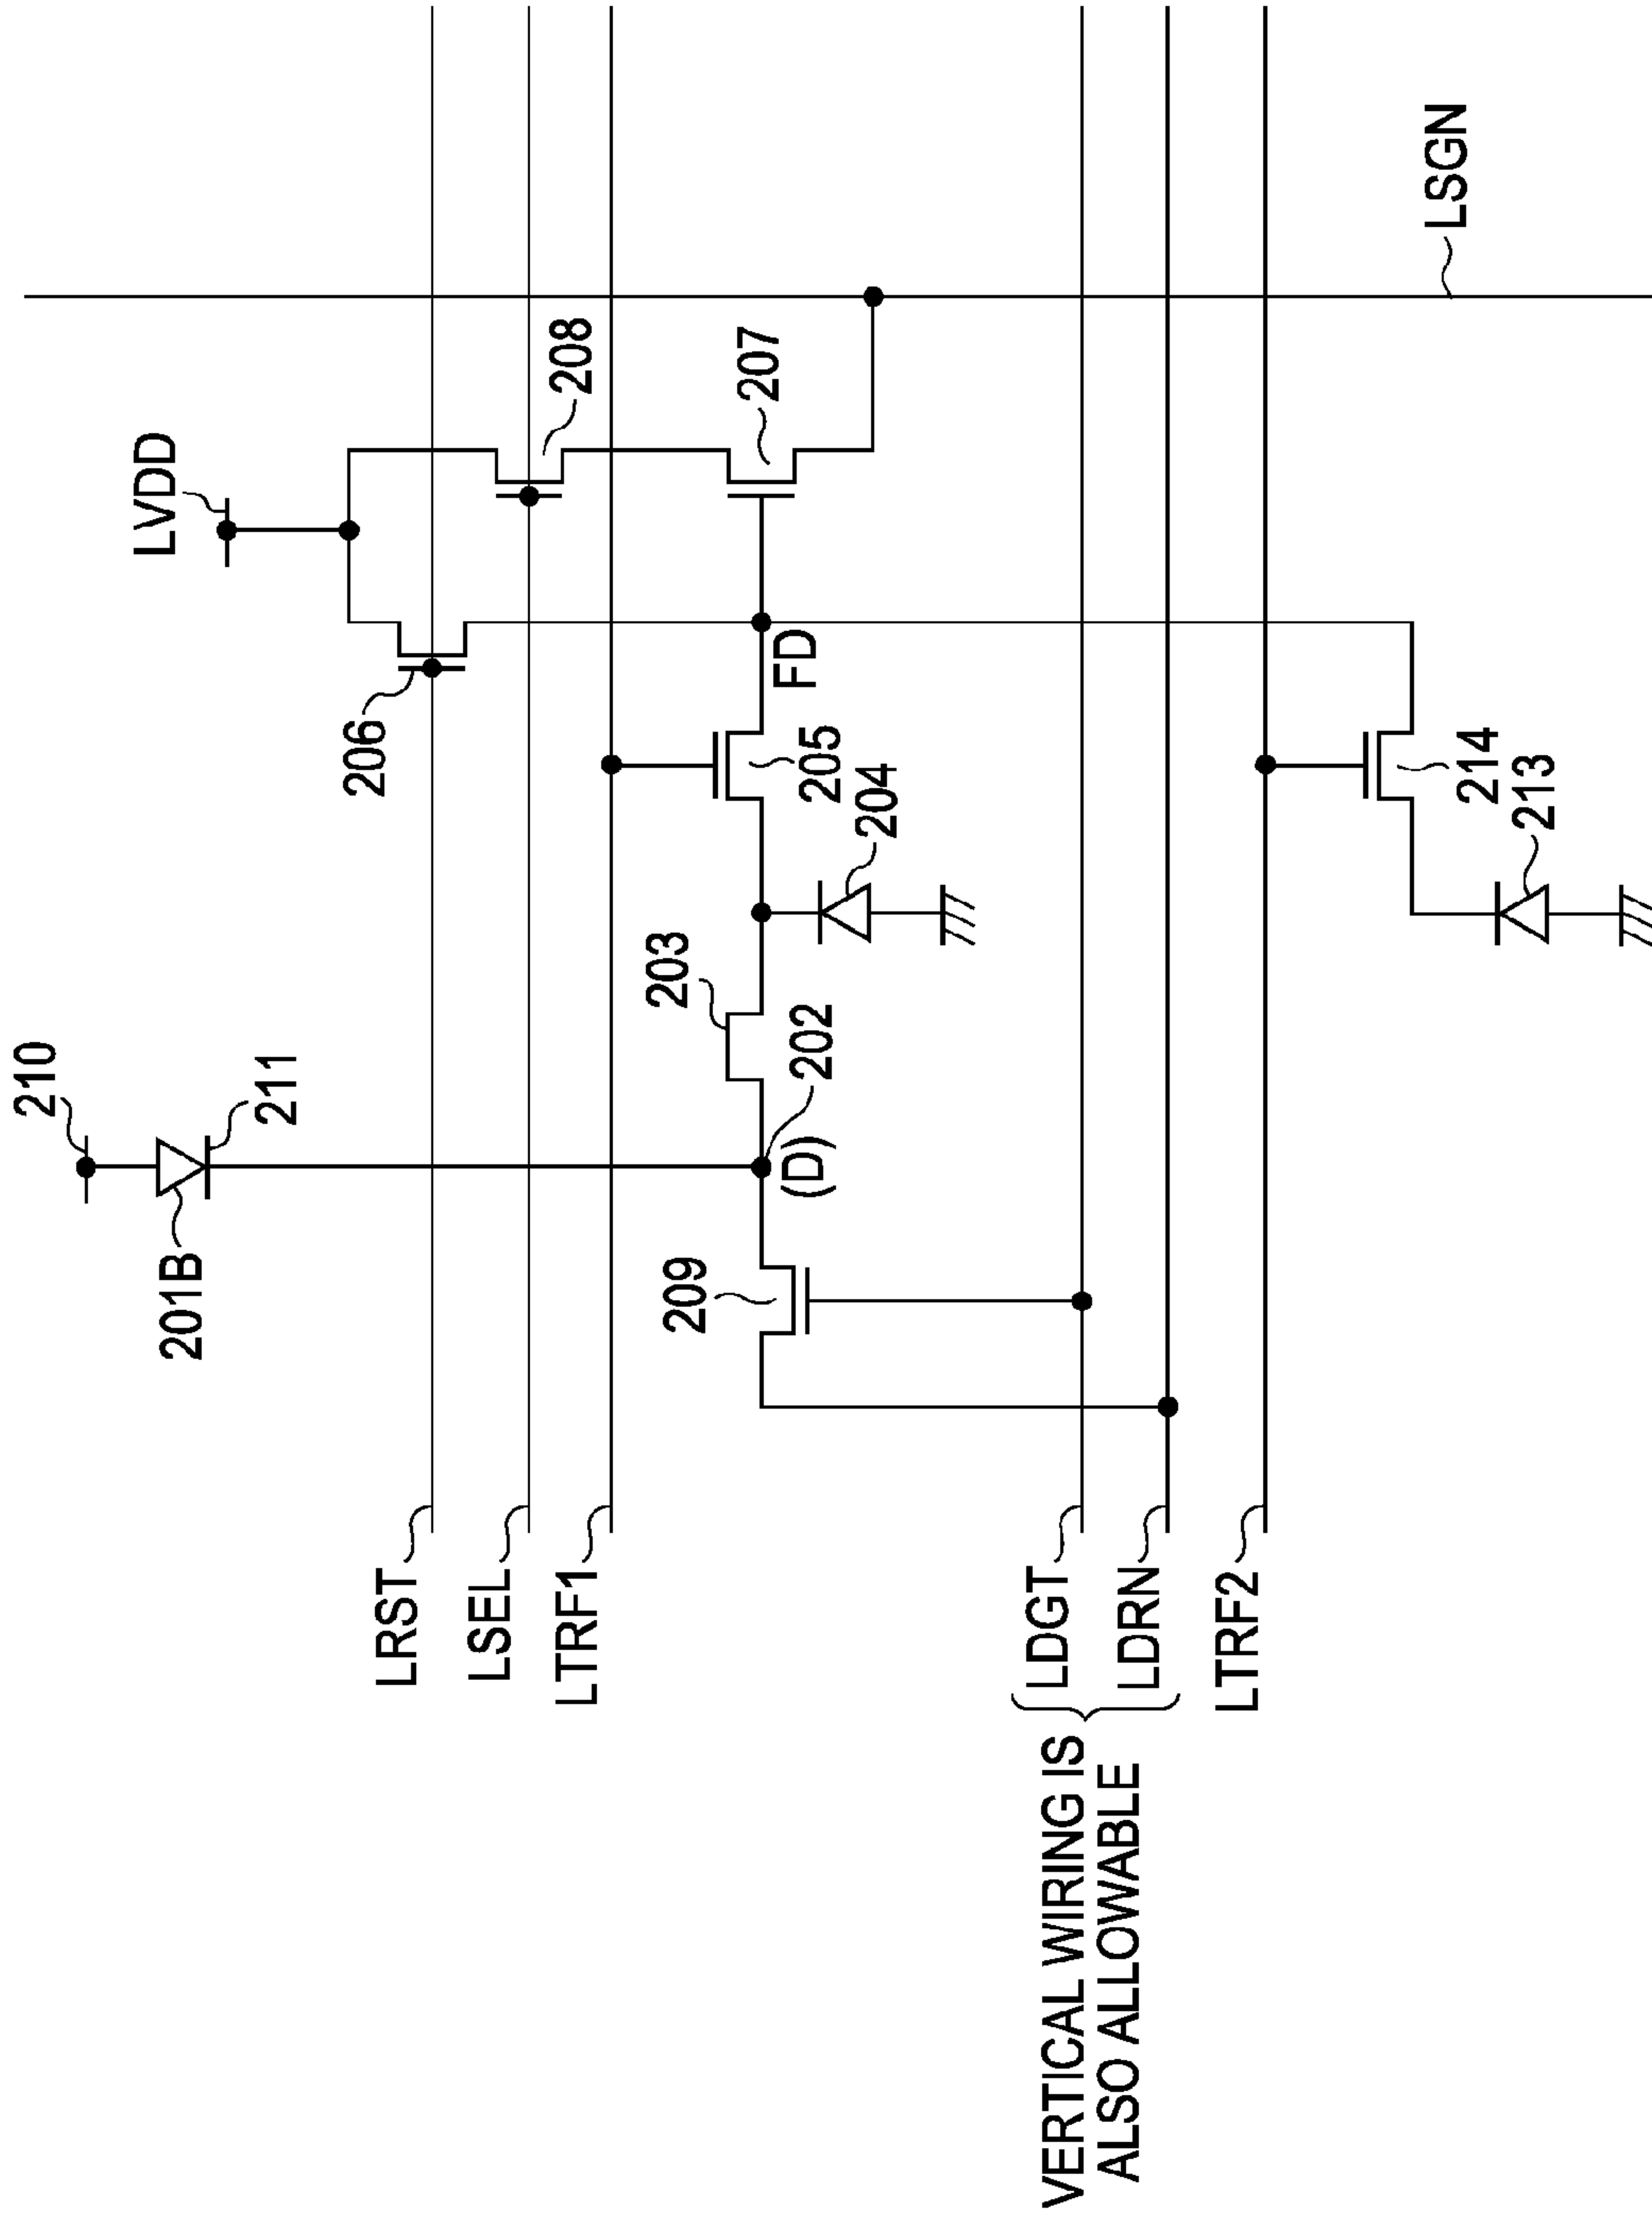 210
201B
211
LVDD
LRST
206
208
LSEL
LTRF1
203
209
207
FD
(D)
202
205
204
LDGT
LDRN
VERTICAL WIRING IS
ALSO ALLOWABLE
LTRF2
214
213
LSGN